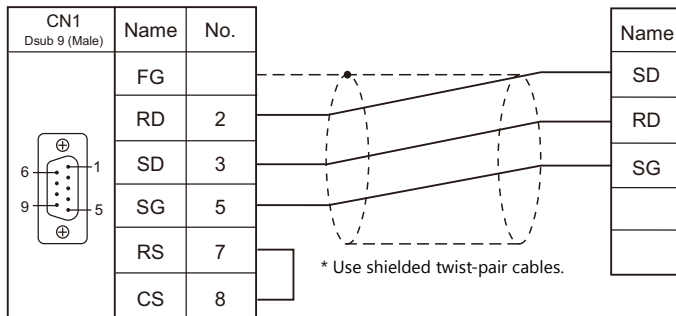 CN1
Dsub 9 (Male)
Name No.
FG
RD 2
SD 3
SG 5
RS 7
CS 8
6 1
9 5
* Use shielded twist-pair cables.
Name
SD
RD
SG